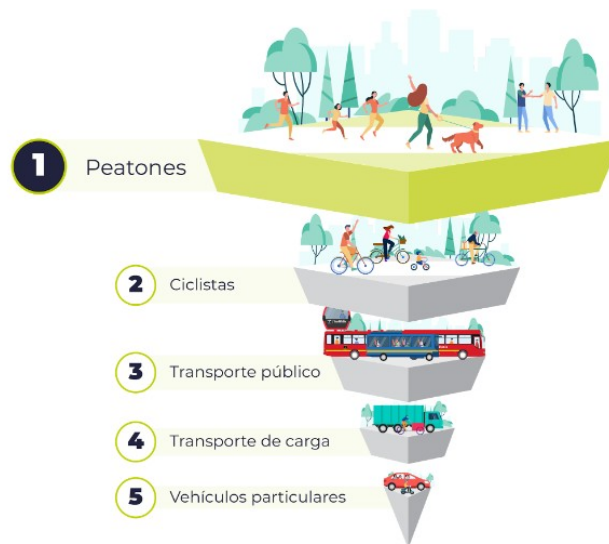 1 Peatones
2 Ciclistas
3 Transporte público
4 Transporte de carga
5 Vehículos particulares